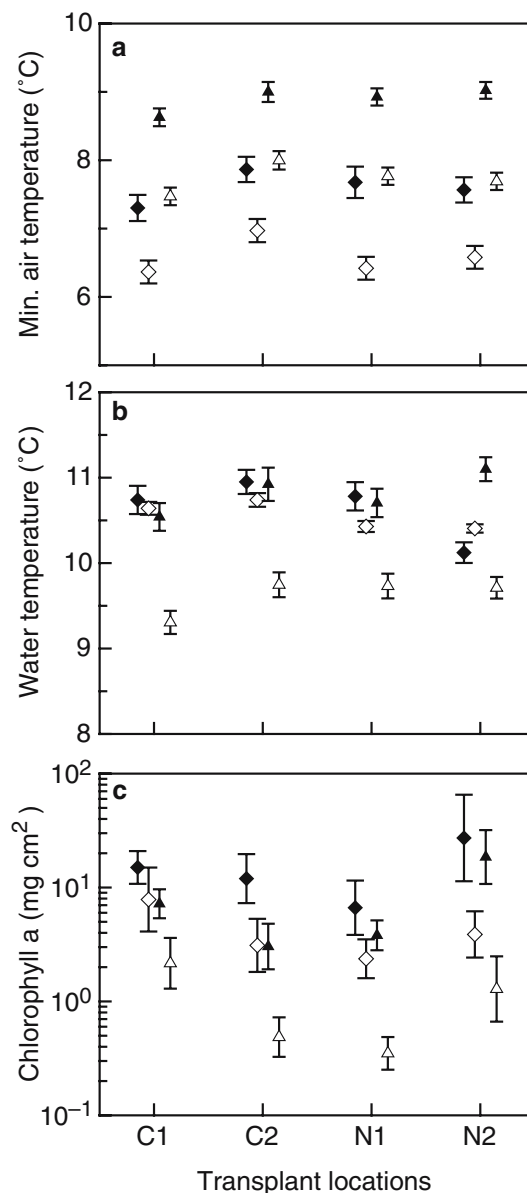 a
10
8
6
Min. air temperature (˚C)
b
12
11
10
9
8
Water temperature (˚C)
c
10²
10¹
10⁰
10⁻¹
Chlorophyll a (mg cm²)
C1 C2 N1 N2
Transplant locations